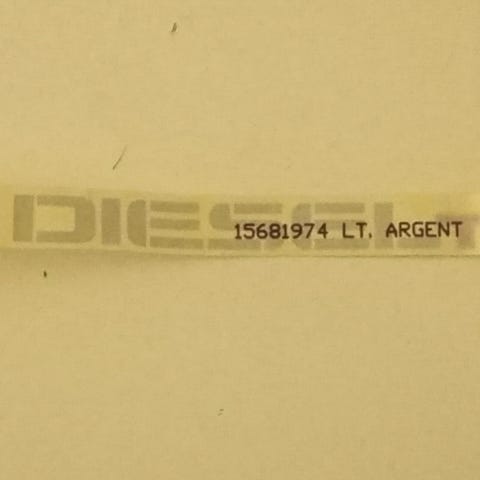 DIESEL
15681974 LT. ARGENT